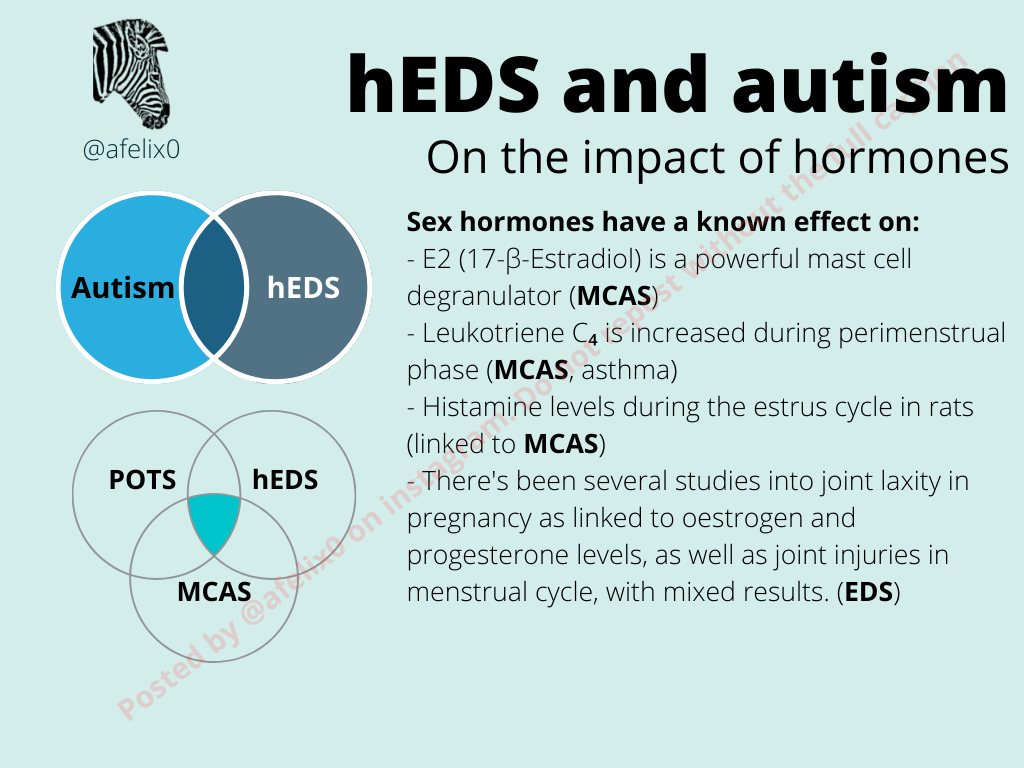 @afelix0
hEDS and autism
On the impact of hormones
Autism
hEDS
POTS
hEDS
MCAS
Sex hormones have a known effect on:
- E2 (17-β-Estradiol) is a powerful mast cell
degranulator (MCAS)
- Leukotriene C₄ is increased during perimenstrual
phase (MCAS, asthma)
- Histamine levels during the estrus cycle in rats
(linked to MCAS)
- There's been several studies into joint laxity in
pregnancy as linked to oestrogen and
progesterone levels, as well as joint injuries in
menstrual cycle, with mixed results. (EDS)
Posted by @afelix0 on instagram. Do not repost without the full caption